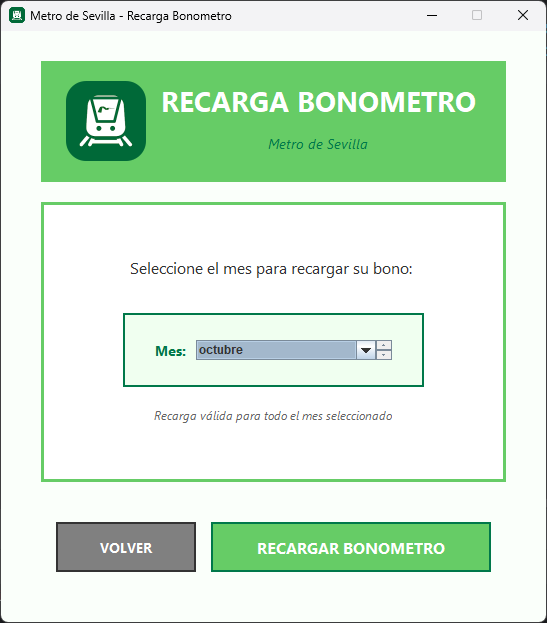 Metro de Sevilla - Recarga Bonometro
RECARGA BONOMETRO
Metro de Sevilla
Seleccione el mes para recargar su bono:
Mes: octubre
Recarga válida para todo el mes seleccionado
VOLVER
RECARGAR BONOMETRO